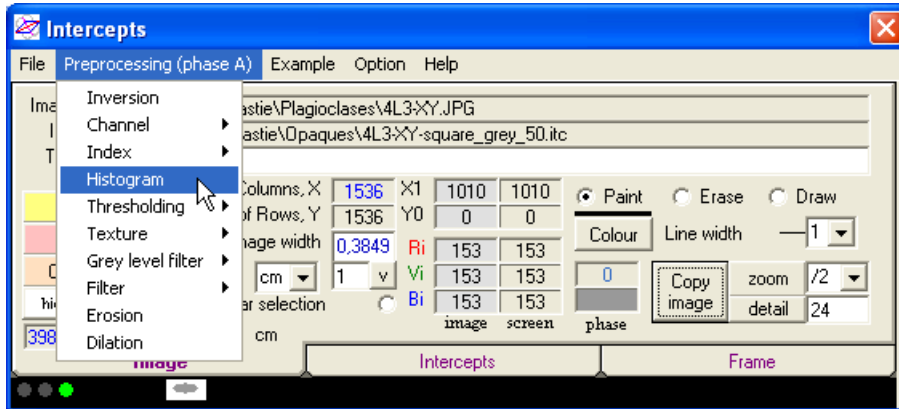 Intercepts
File Preprocessing (phase A) Example Option Help
Inversion
Channel
Index
Histogram
Thresholding
Texture
Grey level filter
Filter
Erosion
Dilation
Ima astie\Plagioclases\4L3-XY.JPG
I astie\Opaques\4L3-XY-square_grey_50.itc
T
Columns, X 1536 X1 1010 1010 Paint Erase Draw
of Rows, Y 1536 Y0 0 0 Colour Line width 1
nage width 0,3849 Ri 153 153
cm 1 v Vi 153 153 0 Copy image zoom /2
ar selection Bi 153 153 detail 24
image screen phase
hi
398 cm
Image Intercepts Frame